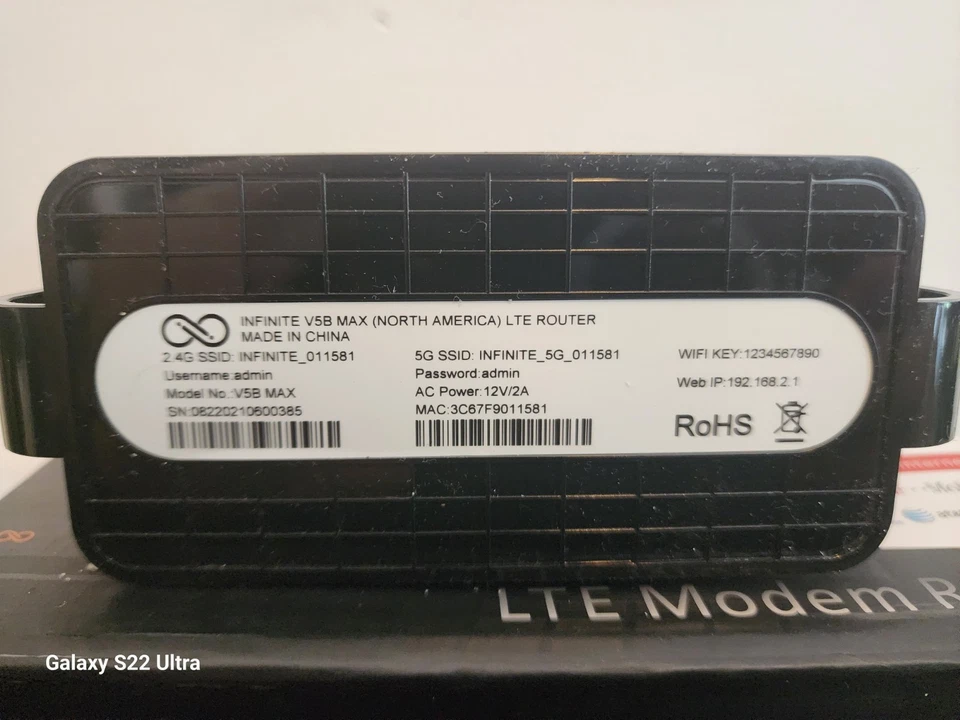 INFINITE V5B MAX (NORTH AMERICA) LTE ROUTER
MADE IN CHINA
2.4G SSID: INFINITE_011581 5G SSID: INFINITE_5G_011581 WIFI KEY:1234567890
Username:admin Password:admin Web IP:192.168.2.1
Model No.:V5B MAX AC Power:12V/2A
SN:08220210600385 MAC:3C67F9011581
RoHS
LTE Modem R
Galaxy S22 Ultra